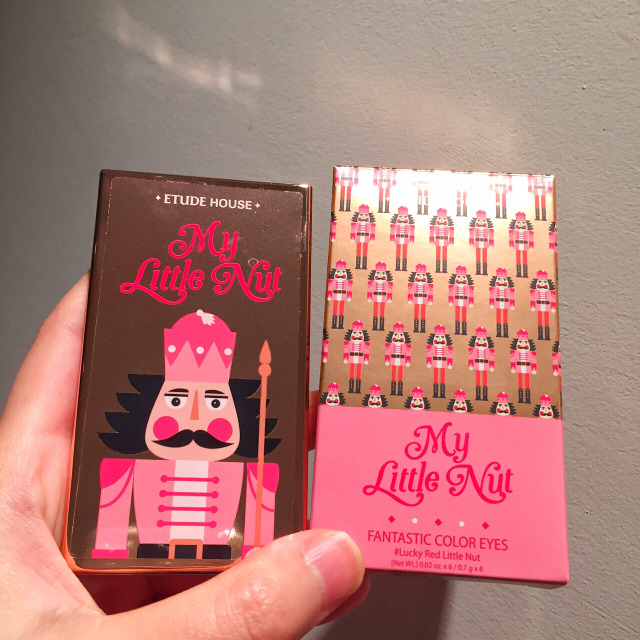 ETUDE HOUSE
My
Little Nut
My
Little Nut
FANTASTIC COLOR EYES
#Lucky Red Little Nut
[Net Wt.] 0.02 oz. x 6 / 0.7 g x 6